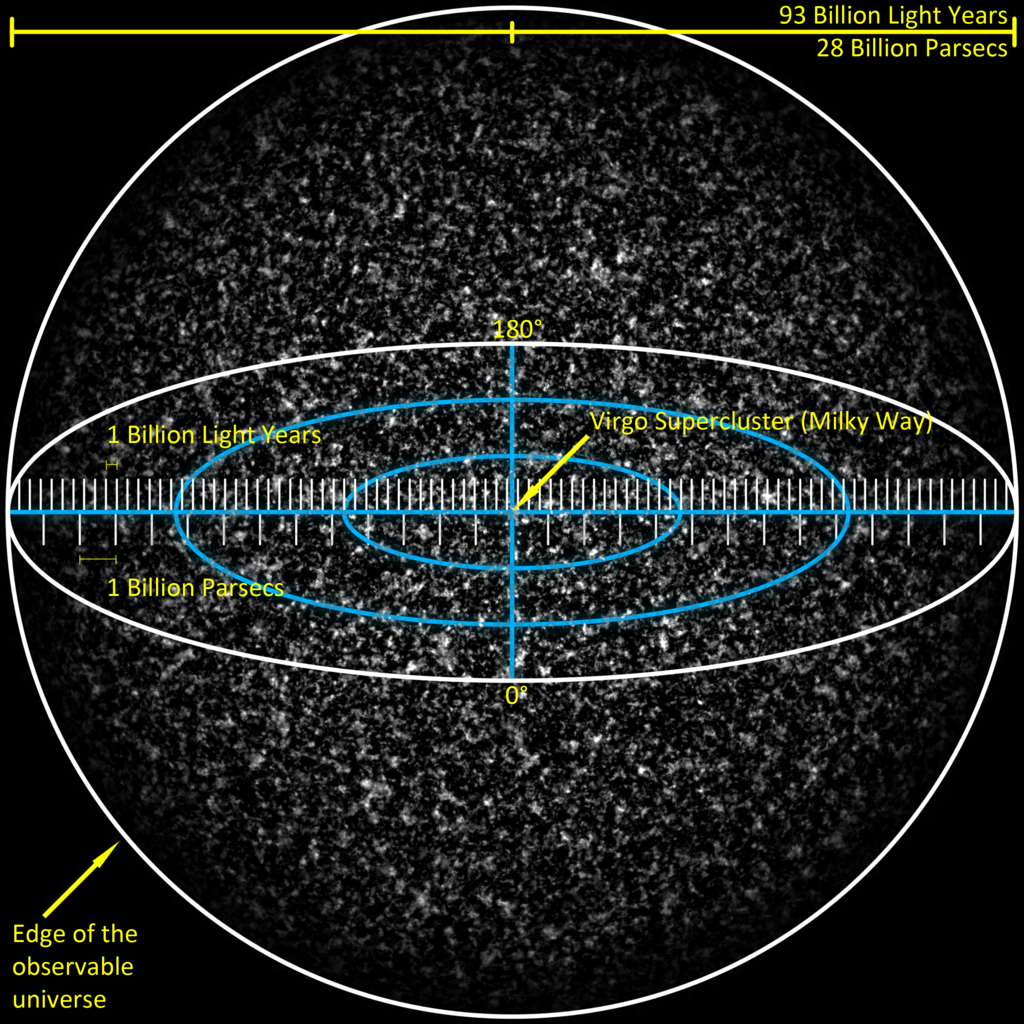 93 Billion Light Years
28 Billion Parsecs
180°
Virgo Supercluster (Milky Way)
1 Billion Light Years
1 Billion Parsecs
0°
Edge of the
observable
universe